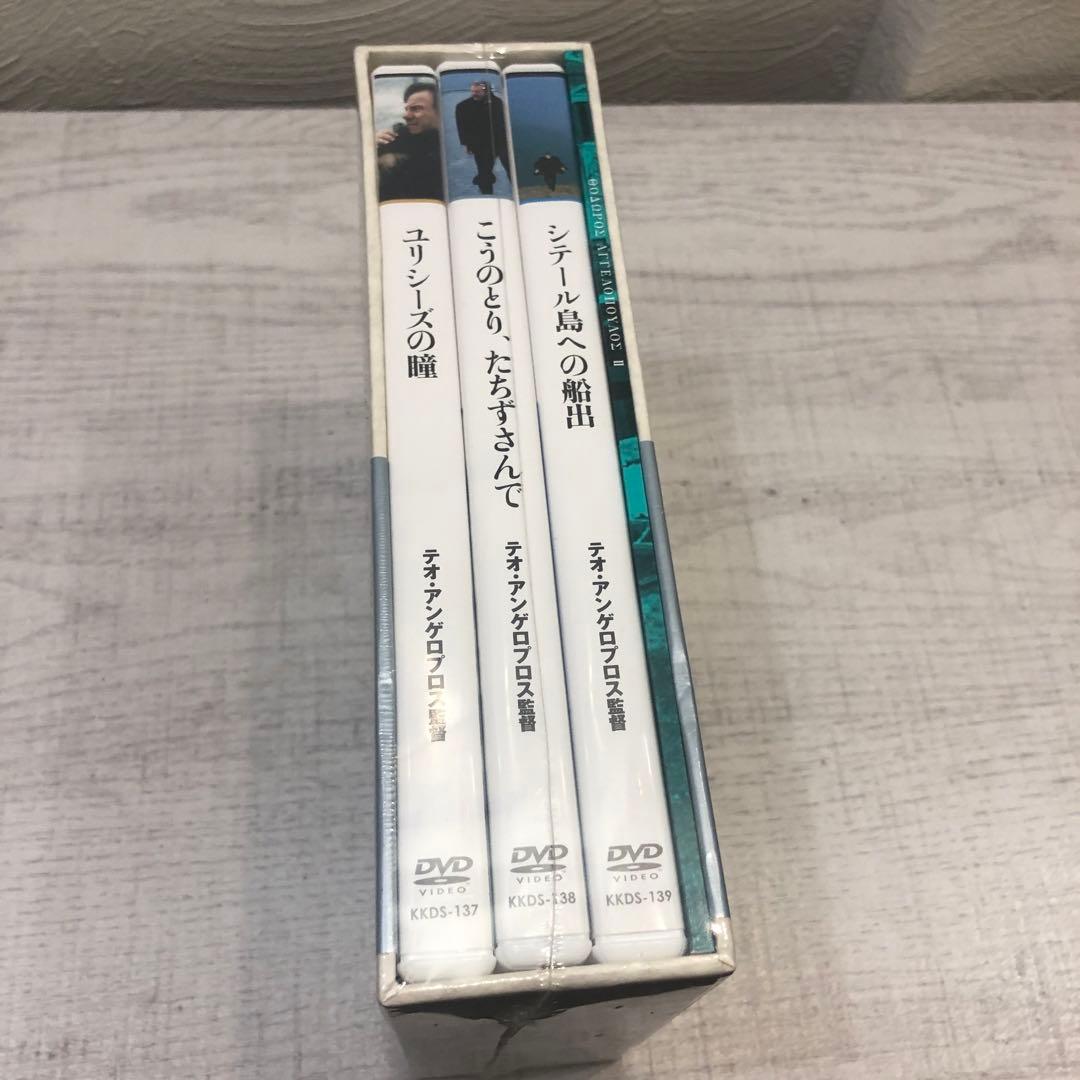 ユリシーズの瞳
テオ・アンゲロプロス監督
DVD
VIDEO
KKDS-137
こうのとり、たちずさんで
テオ・アンゲロプロス監督
DVD
VIDEO
KKDS-138
シテール島への船出
テオ・アンゲロプロス監督
DVD
VIDEO
KKDS-139
ΘΟΔΩΡΟΣ ΑΓΓΕΛΟΠΟΥΛΟΣ II